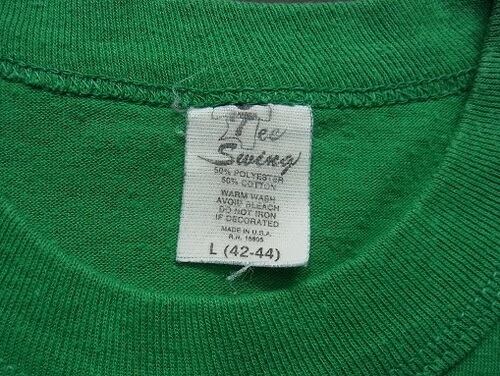 Tee
Swing
50% POLYESTER
50% COTTON
WARM WASH
AVOID BLEACH
DO NOT IRON
IF DECORATED
MADE IN U.S.A.
R.N. 15805
L (42-44)